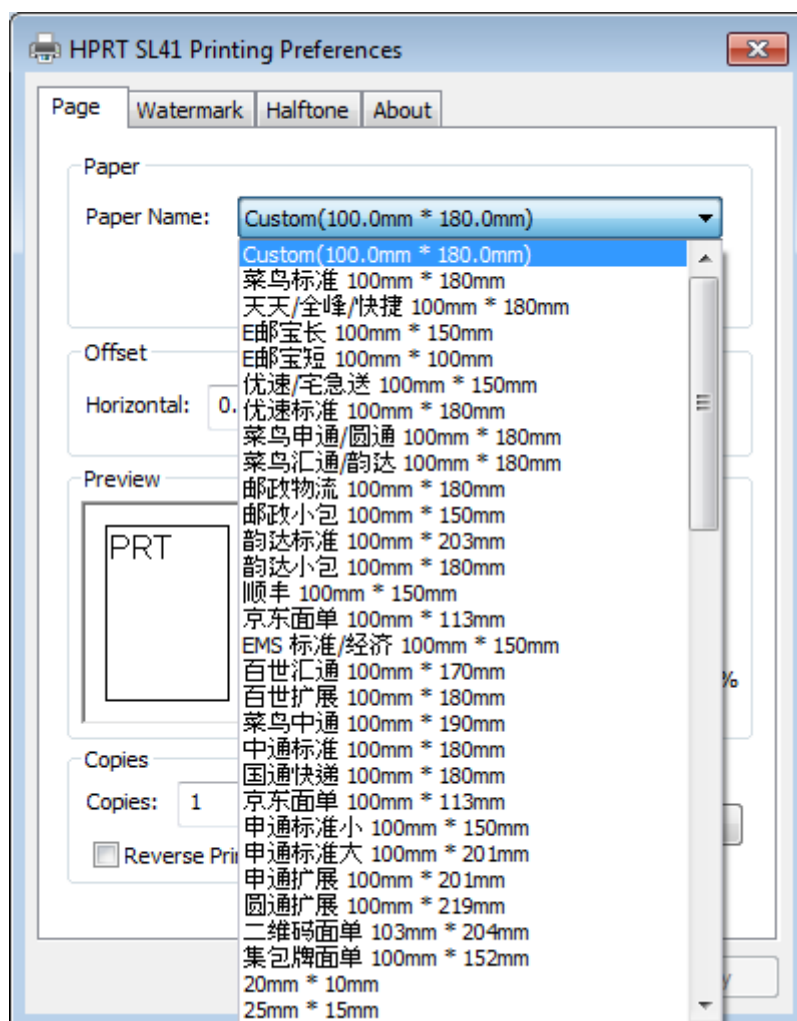 HPRT SL41 Printing Preferences
Page Watermark Halftone About
Paper
Paper Name: Custom(100.0mm * 180.0mm)
Custom(100.0mm * 180.0mm)
菜鸟标准 100mm * 180mm
天天/全峰/快捷 100mm * 180mm
E邮宝长 100mm * 150mm
E邮宝短 100mm * 100mm
优速/宅急送 100mm * 150mm
优速标准 100mm * 180mm
菜鸟申通/圆通 100mm * 180mm
菜鸟汇通/韵达 100mm * 180mm
邮政物流 100mm * 180mm
邮政小包 100mm * 150mm
韵达标准 100mm * 203mm
韵达小包 100mm * 180mm
顺丰 100mm * 150mm
京东面单 100mm * 113mm
EMS 标准/经济 100mm * 150mm
百世汇通 100mm * 170mm
百世扩展 100mm * 180mm
菜鸟中通 100mm * 190mm
中通标准 100mm * 180mm
国通快递 100mm * 180mm
京东面单 100mm * 113mm
申通标准小 100mm * 150mm
申通标准大 100mm * 201mm
申通扩展 100mm * 201mm
圆通扩展 100mm * 219mm
二维码面单 103mm * 204mm
集包牌面单 100mm * 152mm
20mm * 10mm
25mm * 15mm
Offset
Horizontal: 0.
Preview
PRT
%
Copies
Copies: 1
Reverse Pri
y